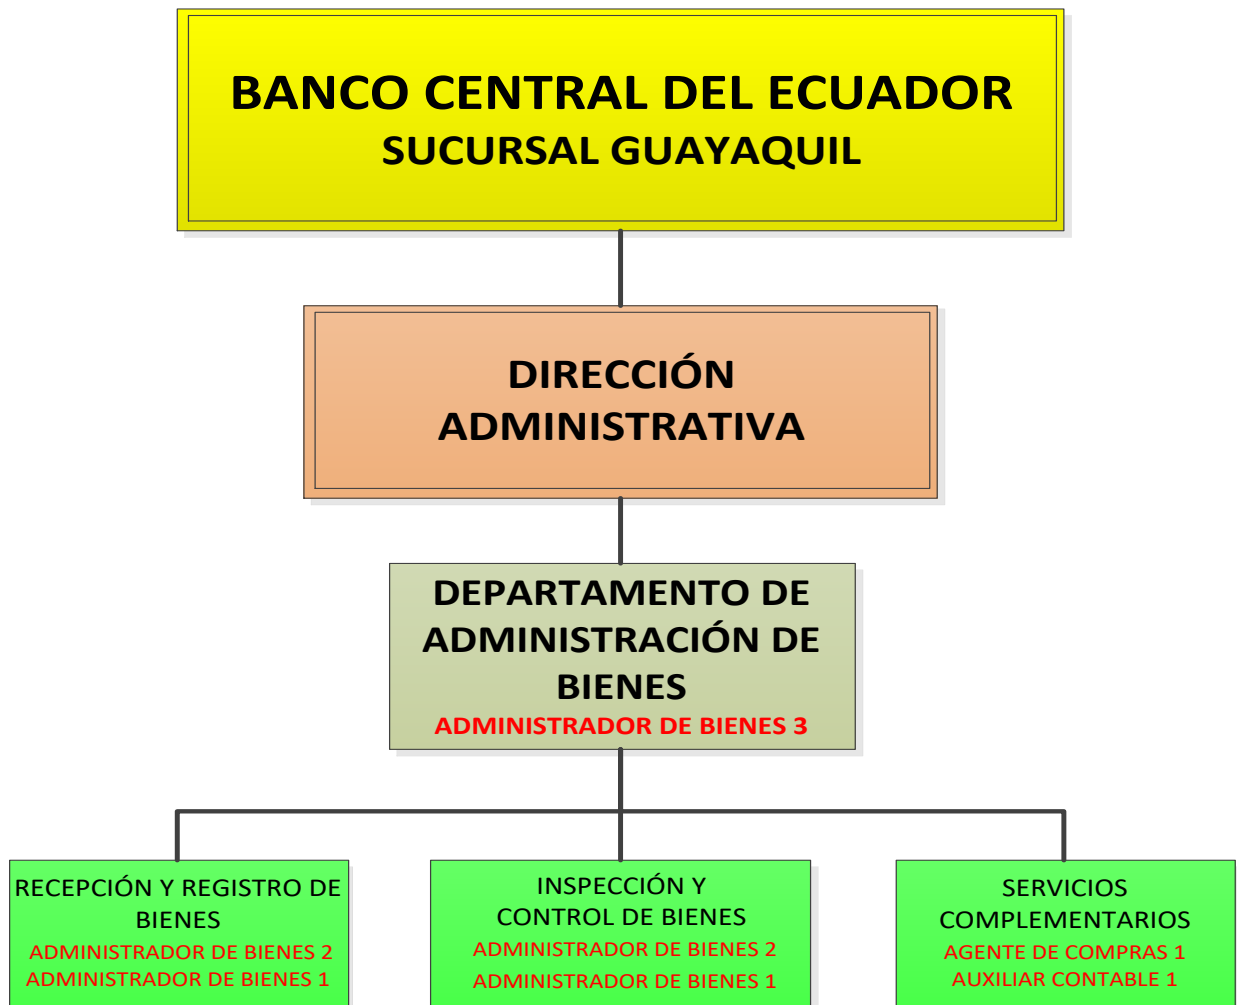 BANCO CENTRAL DEL ECUADOR
SUCURSAL GUAYAQUIL
DIRECCIÓN
ADMINISTRATIVA
DEPARTAMENTO DE
ADMINISTRACIÓN DE
BIENES
ADMINISTRADOR DE BIENES 3
RECEPCIÓN Y REGISTRO DE
BIENES
ADMINISTRADOR DE BIENES 2
ADMINISTRADOR DE BIENES 1
INSPECCIÓN Y
CONTROL DE BIENES
ADMINISTRADOR DE BIENES 2
ADMINISTRADOR DE BIENES 1
SERVICIOS
COMPLEMENTARIOS
AGENTE DE COMPRAS 1
AUXILIAR CONTABLE 1